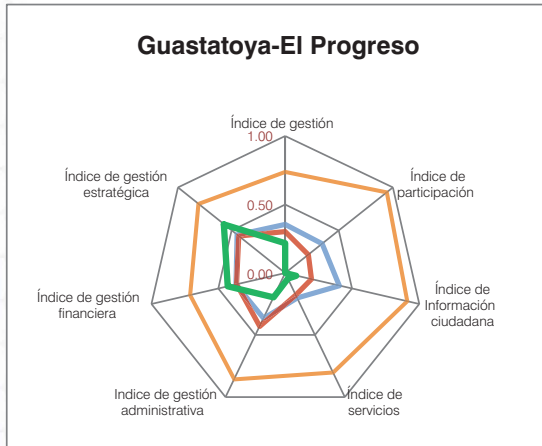 Guastatoya-El Progreso
Índice de gestión
1.00
Índice de gestión
estratégica
Índice de
participación
0.50
0.00
Índice de gestión
financiera
Índice de
Información
ciudadana
Indice de gestión
administrativa
Índice de
servicios